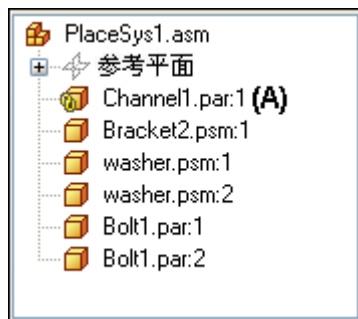 PlaceSys1.asm
参考平面
Channel1.par:1 (A)
Bracket2.psm:1
washer.psm:1
washer.psm:2
Bolt1.par:1
Bolt1.par:2